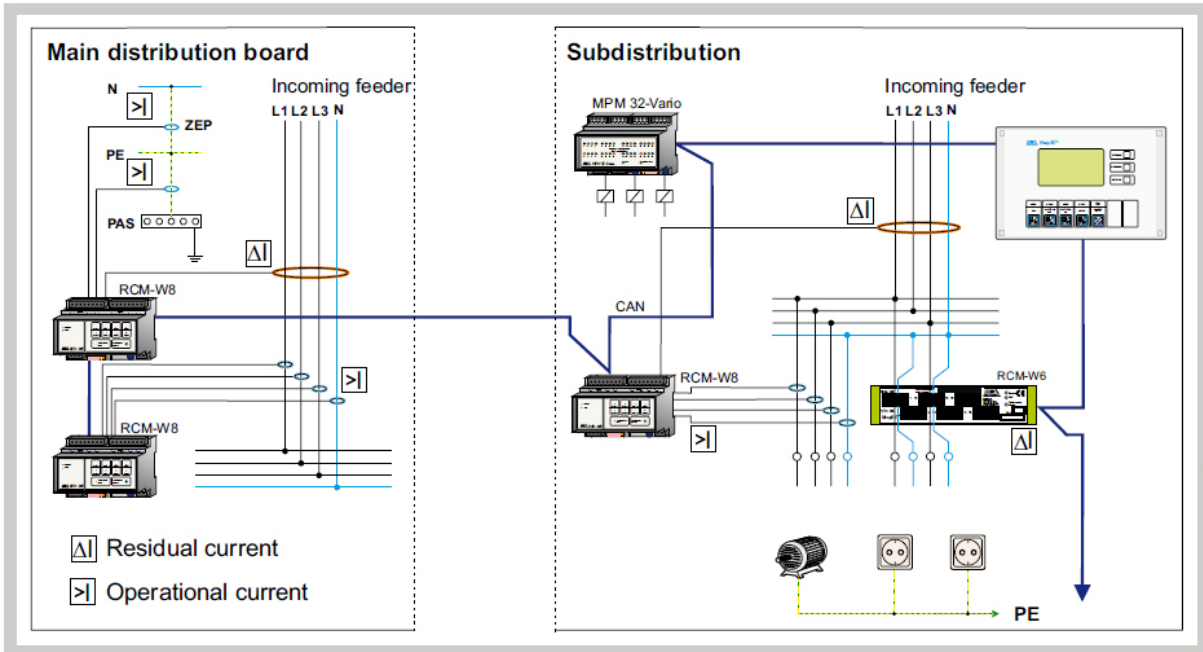 Main distribution board
N
>I
ZEP
PE
>I
PAS
Incoming feeder
L1 L2 L3 N
ΔI
RCM-W8
>I
RCM-W8
ΔI Residual current
>I Operational current
Subdistribution
MPM 32-Vario
Incoming feeder
L1 L2 L3 N
ΔI
CAN
RCM-W8
>I
RCM-W6
ΔI
PE